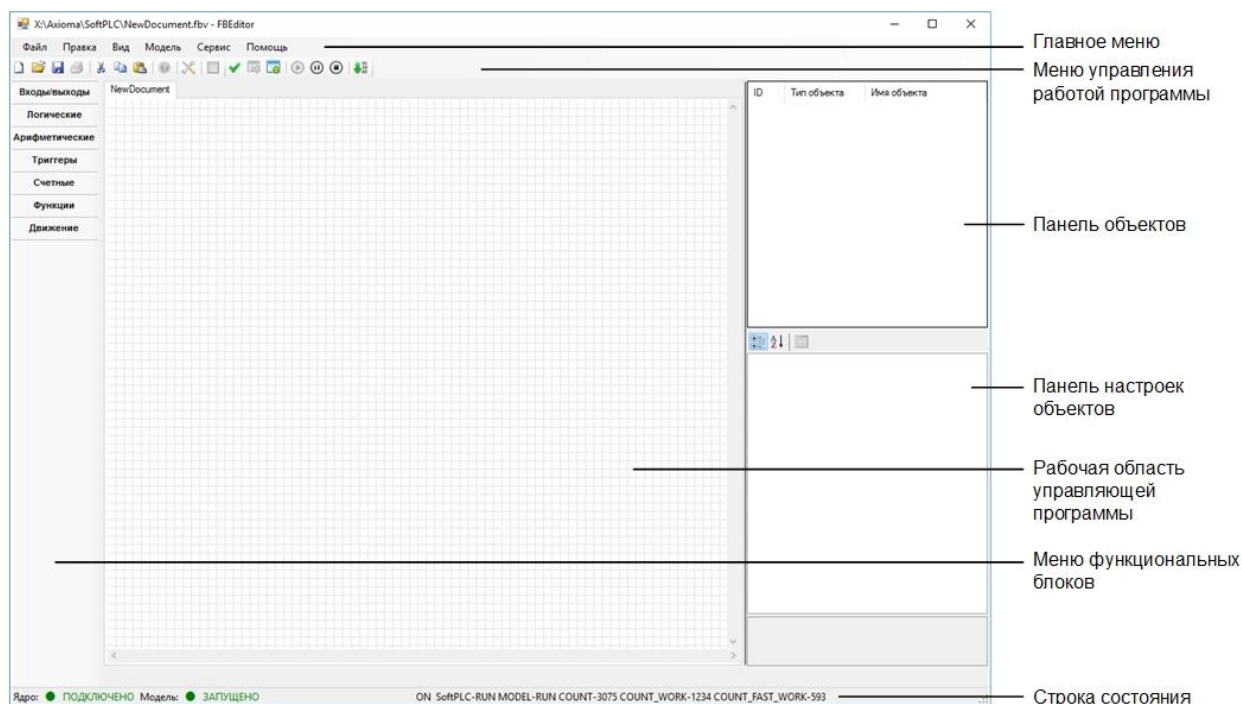 X:\Axioma\SoftPLC\NewDocument.fbv - FBEditor
Файл Правка Вид Модель Сервис Помощь
Входы/выходы
Логические
Арифметические
Триггеры
Счетные
Функции
Движение
NewDocument
ID Тип объекта Имя объекта
Ядро: ПОДКЛЮЧЕНО Модель: ЗАПУЩЕНО
ON SoftPLC-RUN MODEL-RUN COUNT-3075 COUNT_WORK-1234 COUNT_FAST_WORK-593
Главное меню
Меню управления
работой программы
Панель объектов
Панель настроек
объектов
Рабочая область
управляющей
программы
Меню функциональных
блоков
Строка состояния